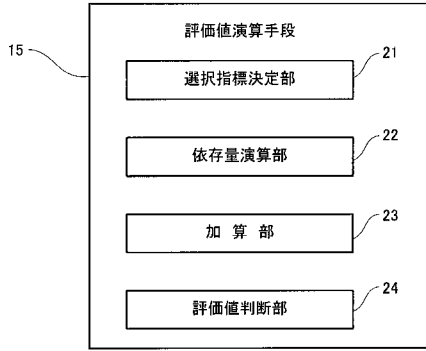 評価値演算手段
15
21
選択指標決定部
22
依存量演算部
23
加 算 部
24
評価値判断部